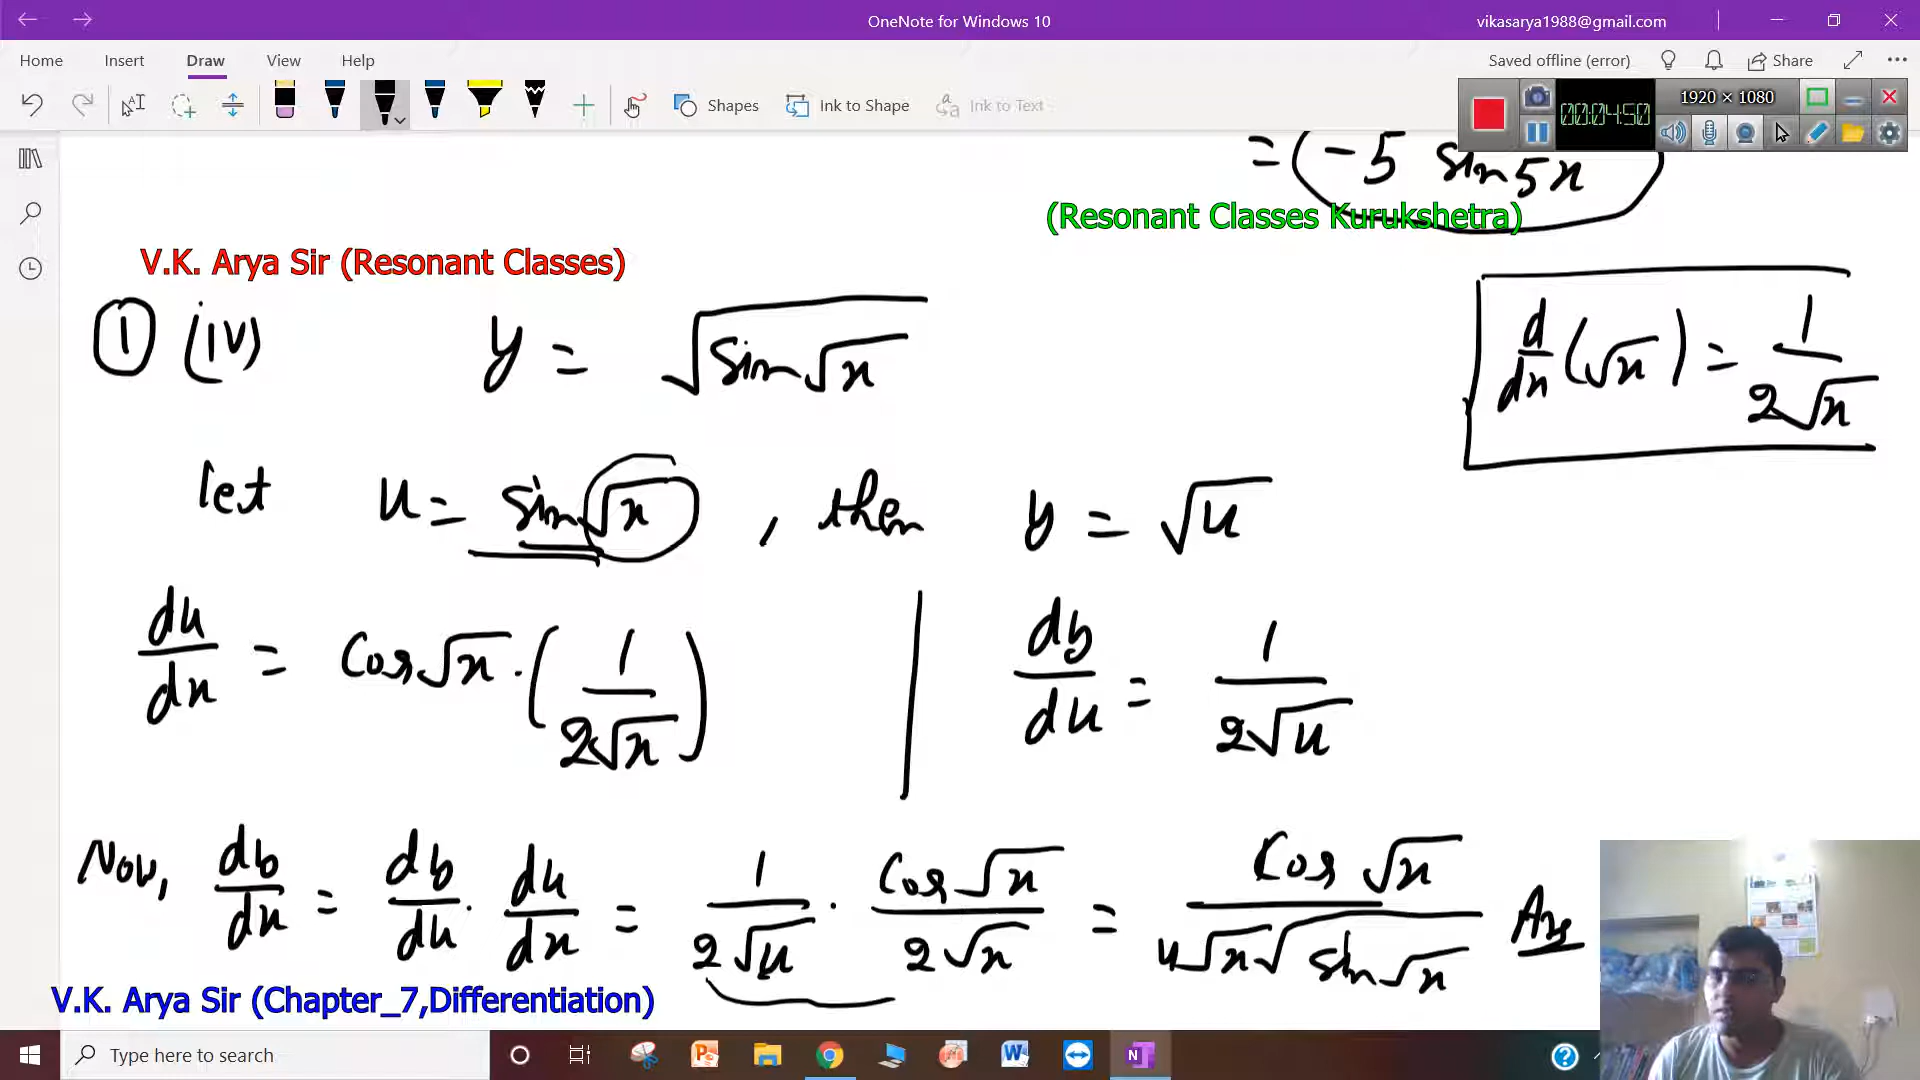 OneNote for Windows 10
vikasarya1988@gmail.com
Home Insert Draw View Help
Saved offline (error) Share
Shapes Ink to Shape Ink to Text
1920 × 1080
00:04:50
= -5 sin5x
(Resonant Classes Kurukshetra)
V.K. Arya Sir (Resonant Classes)
① (iv) y = √(sin√x)
d/dx (√x) = 1/(2√x)
let u = sin√x , then y = √u
du/dx = Cos√x · (1/(2√x))
dy/du = 1/(2√u)
Now, dy/dx = dy/du · du/dx = 1/(2√u) · Cos√x/(2√x) = Cos√x/(4√x √(sin√x)) Ans
V.K. Arya Sir (Chapter_7,Differentiation)
Type here to search